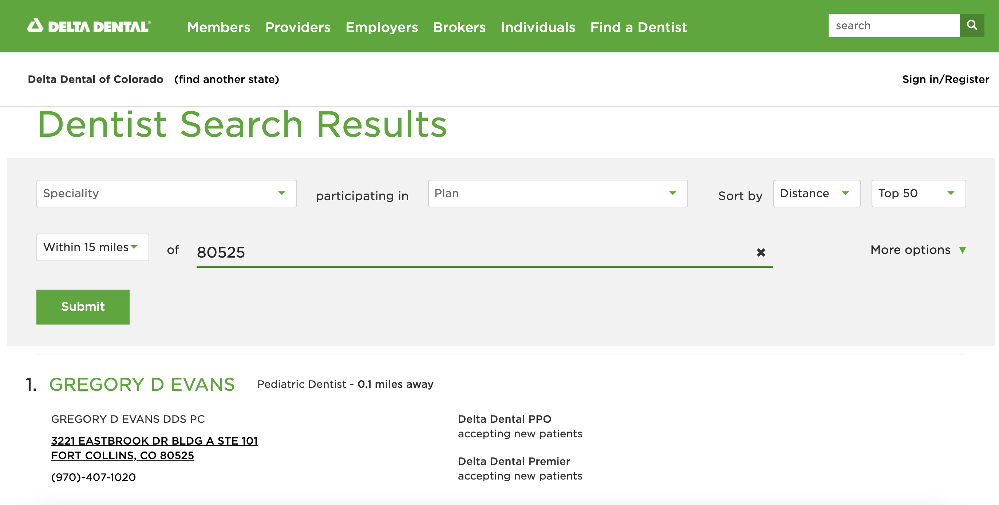 DELTA DENTAL®
Members Providers Employers Brokers Individuals Find a Dentist
search
Delta Dental of Colorado (find another state)
Sign in/Register
Dentist Search Results
Speciality participating in Plan Sort by Distance Top 50
Within 15 miles of 80525 More options
Submit
1. GREGORY D EVANS Pediatric Dentist - 0.1 miles away
GREGORY D EVANS DDS PC
3221 EASTBROOK DR BLDG A STE 101
FORT COLLINS, CO 80525
(970)-407-1020
Delta Dental PPO
accepting new patients
Delta Dental Premier
accepting new patients